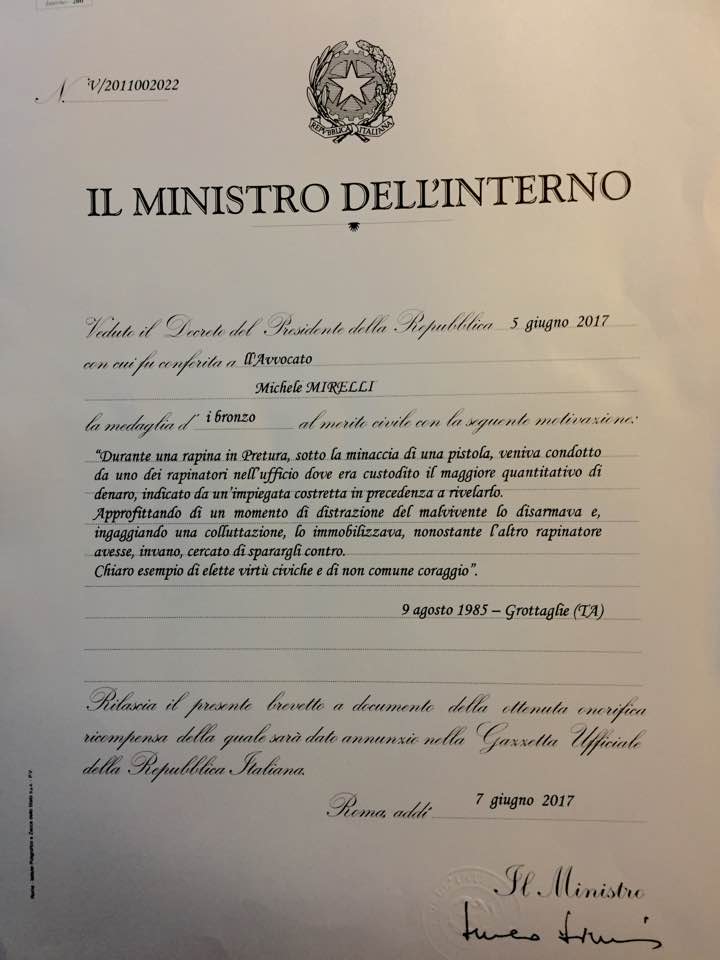 N. V/2011002022
REPVBBLICA ITALIANA
IL MINISTRO DELL'INTERNO
Veduto il Decreto del Presidente della Repubblica 5 giugno 2017
con cui fu conferita a ll'Avvocato
Michele MIRELLI
la medaglia d' i bronzo al merito civile con la seguente motivazione:
"Durante una rapina in Pretura, sotto la minaccia di una pistola, veniva condotto
da uno dei rapinatori nell'ufficio dove era custodito il maggiore quantitativo di
denaro, indicato da un'impiegata costretta in precedenza a rivelarlo.
Approfittando di un momento di distrazione del malvivente lo disarmava e,
ingaggiando una colluttazione, lo immobilizzava, nonostante l'altro rapinatore
avesse, invano, cercato di sparargli contro.
Chiaro esempio di elette virtù civiche e di non comune coraggio".
9 agosto 1985 – Grottaglie (TA)
Rilascia il presente brevetto a documento della ottenuta onorifica
ricompensa della quale sarà dato annunzio nella Gazzetta Ufficiale
della Repubblica Italiana.
Roma, addì 7 giugno 2017
Il Ministro